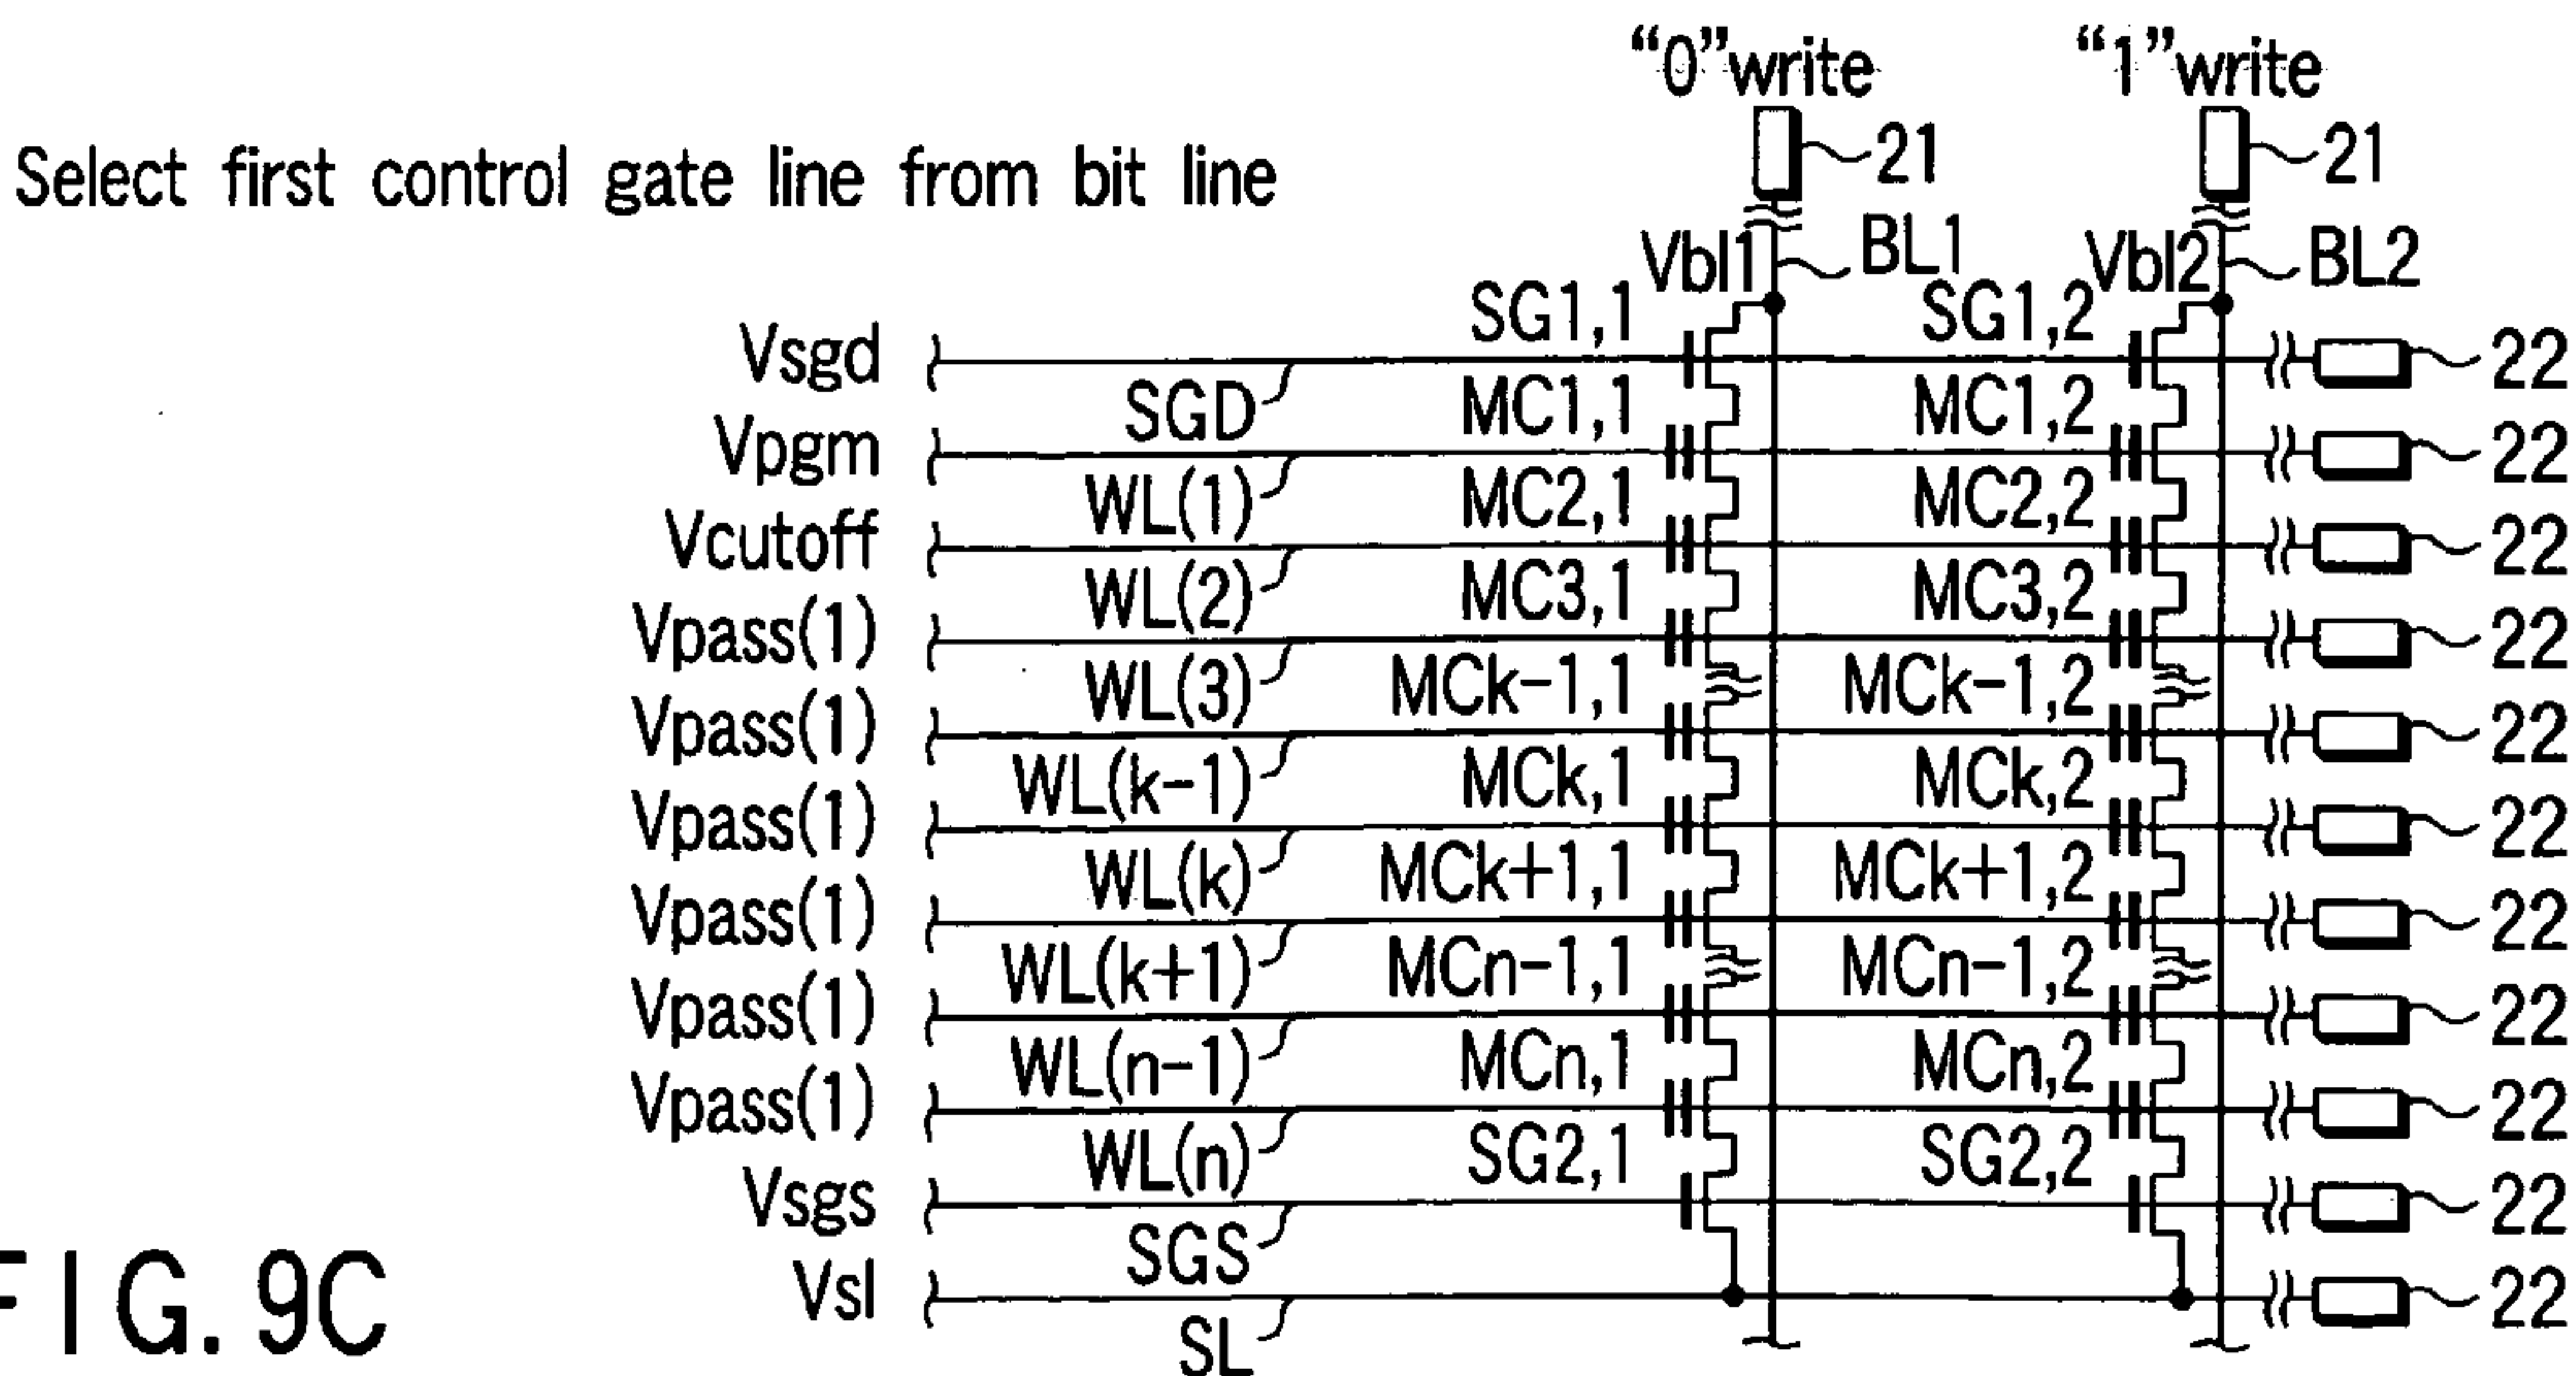 "0"write "1"write
Select first control gate line from bit line 21 21
Vbl1 BL1 Vbl2 BL2
SG1,1 SG1,2
Vsgd 22
SGD MC1,1 MC1,2
Vpgm 22
WL(1) MC2,1 MC2,2
Vcutoff 22
WL(2) MC3,1 MC3,2
Vpass(1) 22
WL(3) MCk-1,1 MCk-1,2
Vpass(1) 22
WL(k-1) MCk,1 MCk,2
Vpass(1) 22
WL(k) MCk+1,1 MCk+1,2
Vpass(1) 22
WL(k+1) MCn-1,1 MCn-1,2
Vpass(1) 22
WL(n-1) MCn,1 MCn,2
Vpass(1) 22
WL(n) SG2,1 SG2,2
Vsgs 22
SGS
Vsl 22
SL
FIG. 9C